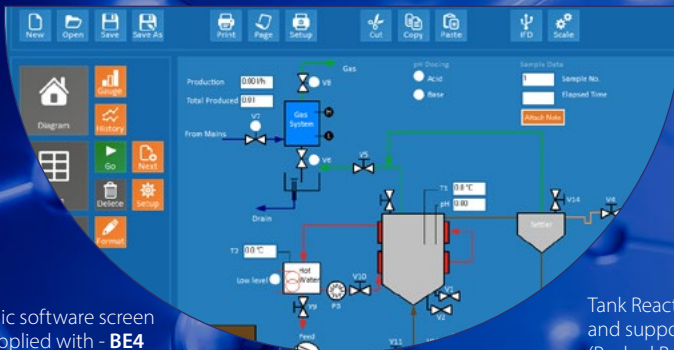 New Open Save Save As Print Page Setup Cut Copy Paste IFD Scale
Diagram
Gauge
History
Go
Next
Delete
Setup
Format
Production 0.00 l/h
Total Produced 0.0 l
From Mains
V7
Gas
V8
Gas System
V6
Drain
pH Dosing
Acid
Base
Sample Data
1 Sample No.
Elapsed Time
Attach Note
V5
T1 0.0 °C
pH 0.00
Settler
V14
V4
T2 0.0 °C
Low level
Hot Water
V10
P3
V9
V1
V2
Feed
V11
ic software screen
pplied with - BE4
Tank React
and suppo